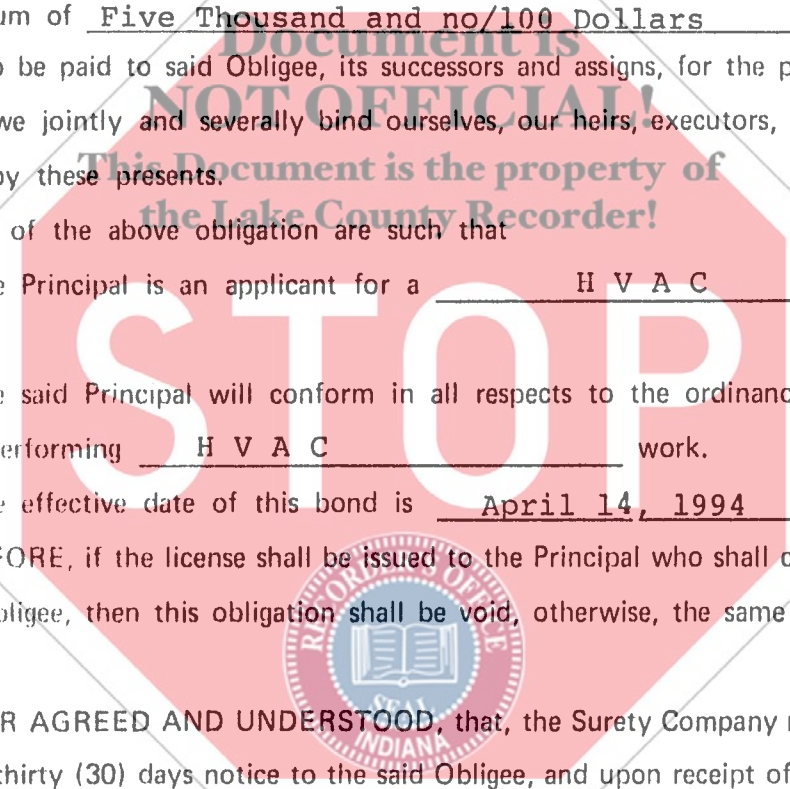 um of Five Thousand and no/100 Dollars
Document is
o be paid to said Obligee, its successors and assigns, for the p
NOT OFFICIAL!
we jointly and severally bind ourselves, our heirs, executors,
This Document is the property of
by these presents.
the Lake County Recorder!
of the above obligation are such that
e Principal is an applicant for a H V A C
STOP
e said Principal will conform in all respects to the ordinanc
erforming H V A C work.
e effective date of this bond is April 14, 1994
FORE, if the license shall be issued to the Principal who shall c
bligee, then this obligation shall be void, otherwise, the same
RECORDER'S OFFICE
SEAL
INDIANA
R AGREED AND UNDERSTOOD, that, the Surety Company
thirty (30) days notice to the said Obligee, and upon receipt of